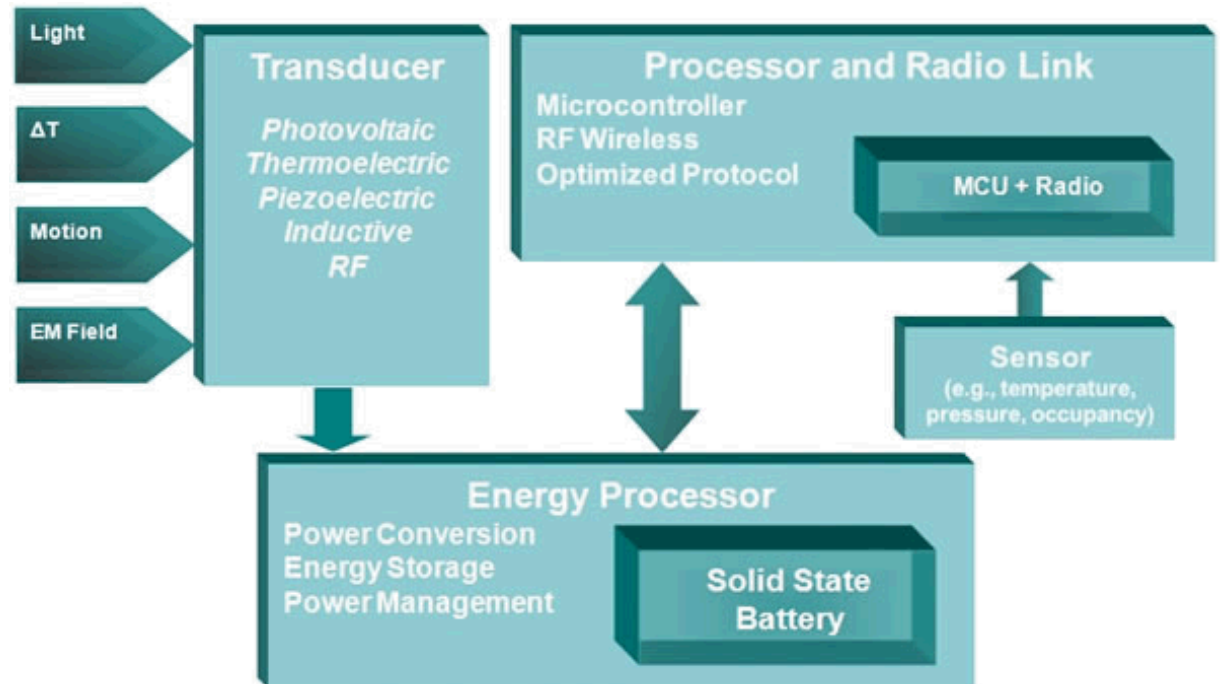 Light
ΔT
Motion
EM Field
Transducer
Photovoltaic
Thermoelectric
Piezoelectric
Inductive
RF
Processor and Radio Link
Microcontroller
RF Wireless
Optimized Protocol
MCU + Radio
Sensor
(e.g., temperature,
pressure, occupancy)
Energy Processor
Power Conversion
Energy Storage
Power Management
Solid State
Battery